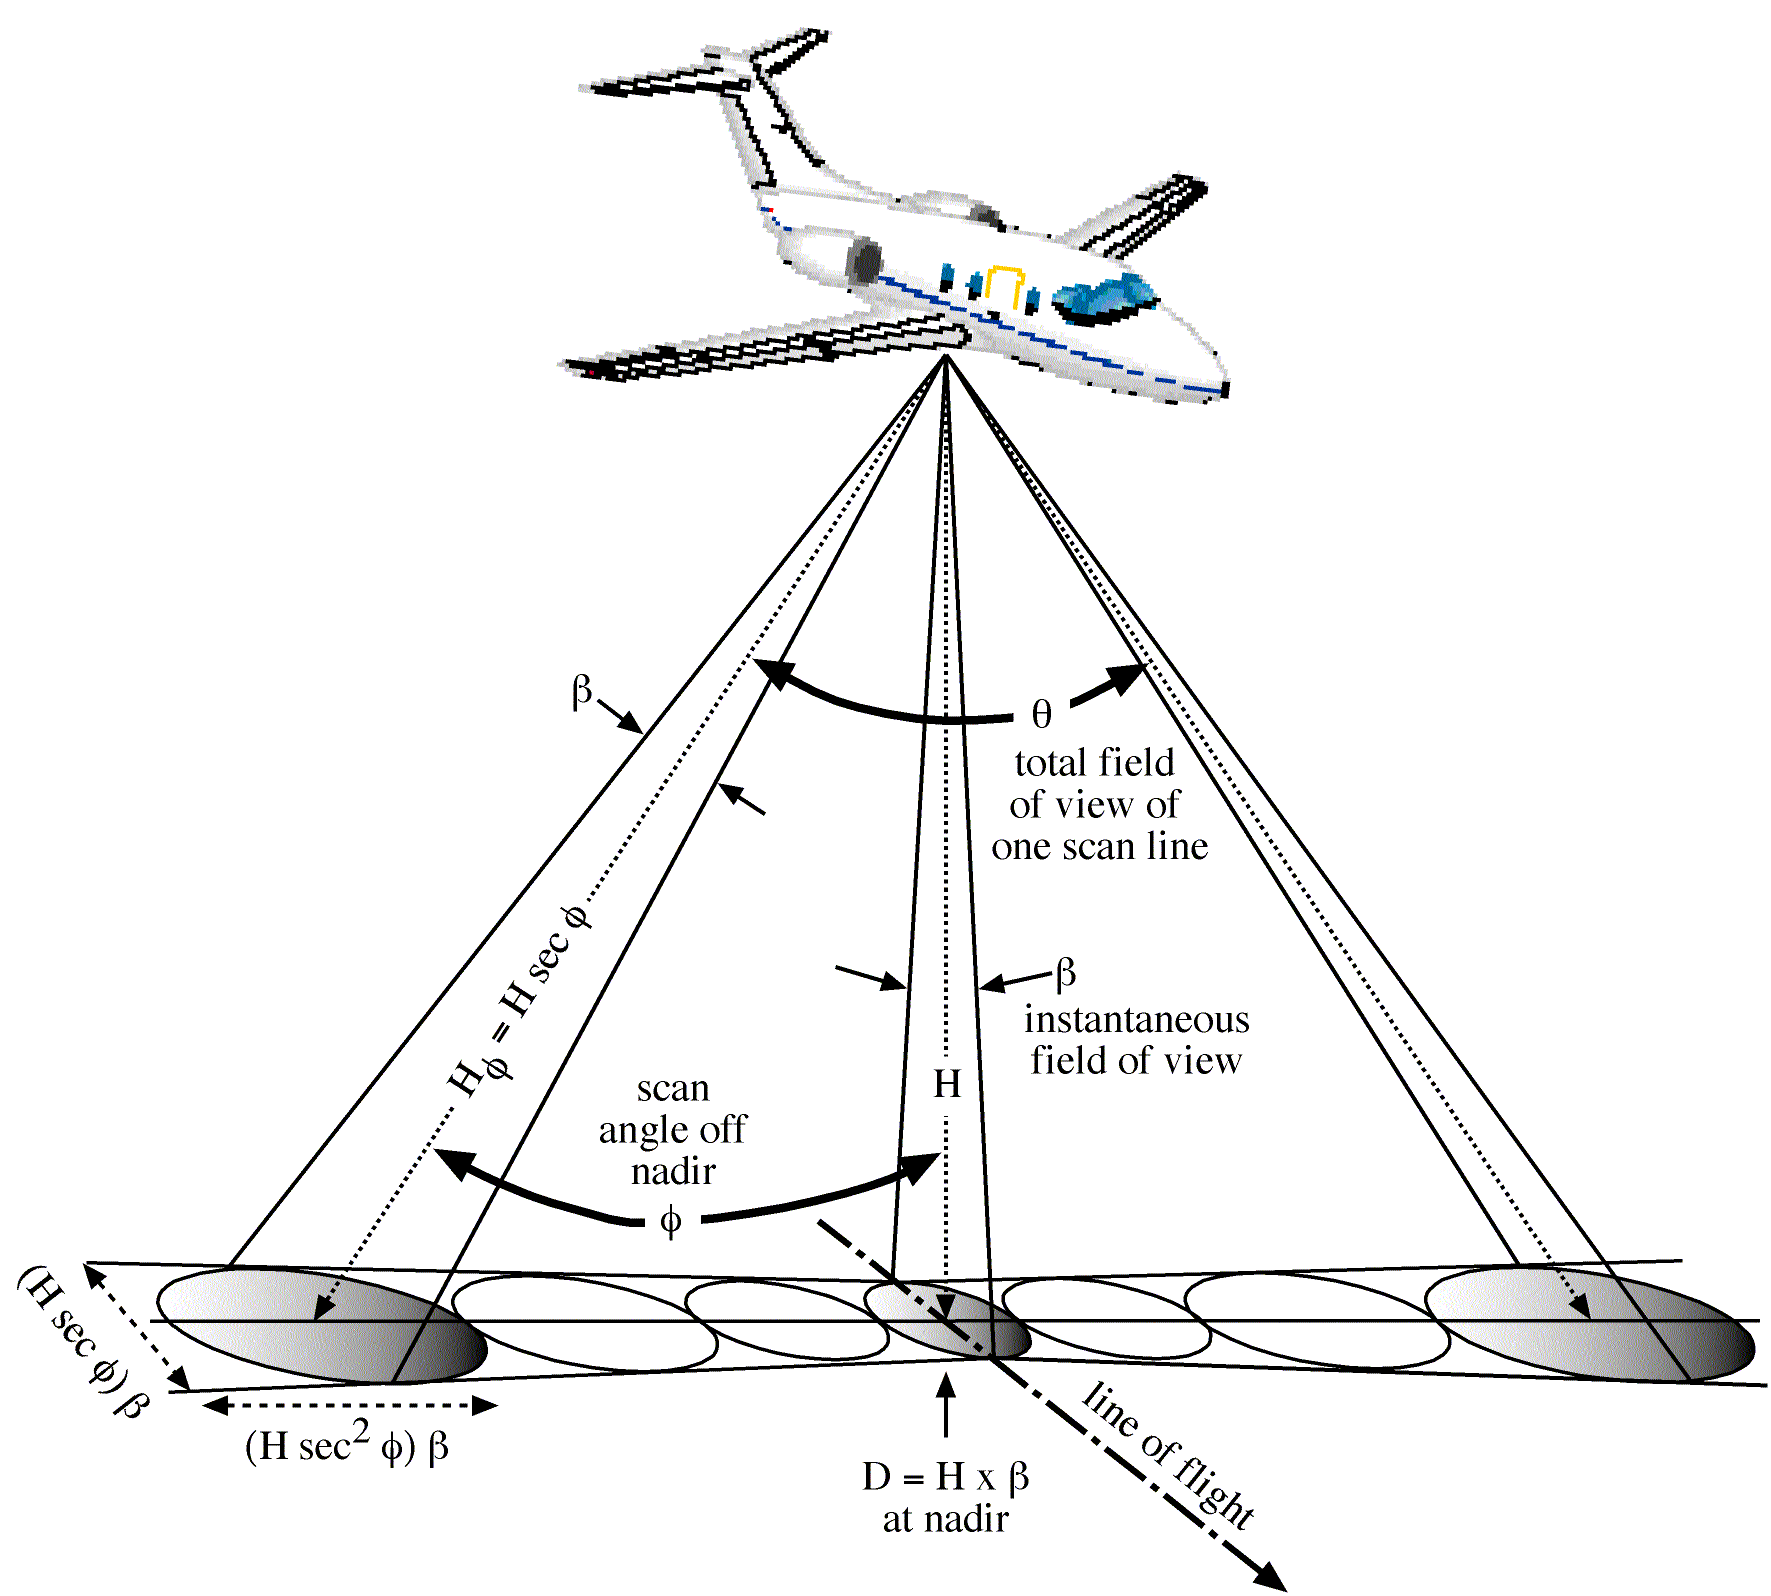 β
θ
total field
of view of
one scan line
H_ϕ = H sec ϕ
β
instantaneous
field of view
H
scan
angle off
nadir
ϕ
(H sec ϕ) β
(H sec² ϕ) β
D = H x β
at nadir
line of flight